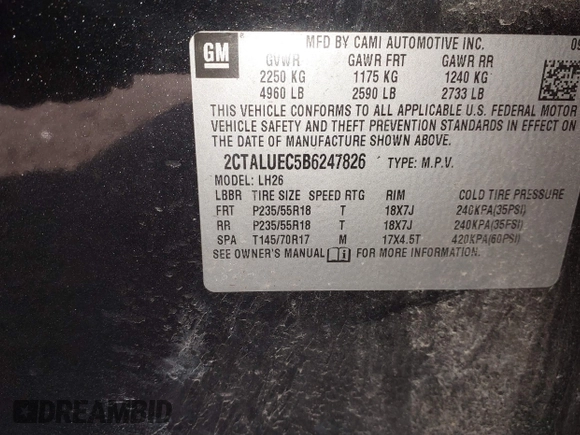 GM
MFD BY CAMI AUTOMOTIVE INC.
GVWR GAWR FRT GAWR RR
2250 KG 1175 KG 1240 KG
4960 LB 2590 LB 2733 LB
THIS VEHICLE CONFORMS TO ALL APPLICABLE U.S. FEDERAL MOTOR
VEHICLE SAFETY AND THEFT PREVENTION STANDARDS IN EFFECT ON
THE DATE OF MANUFACTURE SHOWN ABOVE.
2CTALUEC5B6247826 TYPE: M.P.V.
MODEL: LH26
LBBR TIRE SIZE SPEED RTG RIM COLD TIRE PRESSURE
FRT P235/55R18 T 18X7J 240KPA(35PSI)
RR P235/55R18 T 18X7J 240KPA(35PSI)
SPA T145/70R17 M 17X4.5T 420KPA(60PSI)
SEE OWNER'S MANUAL i FOR MORE INFORMATION.
DREAMBID